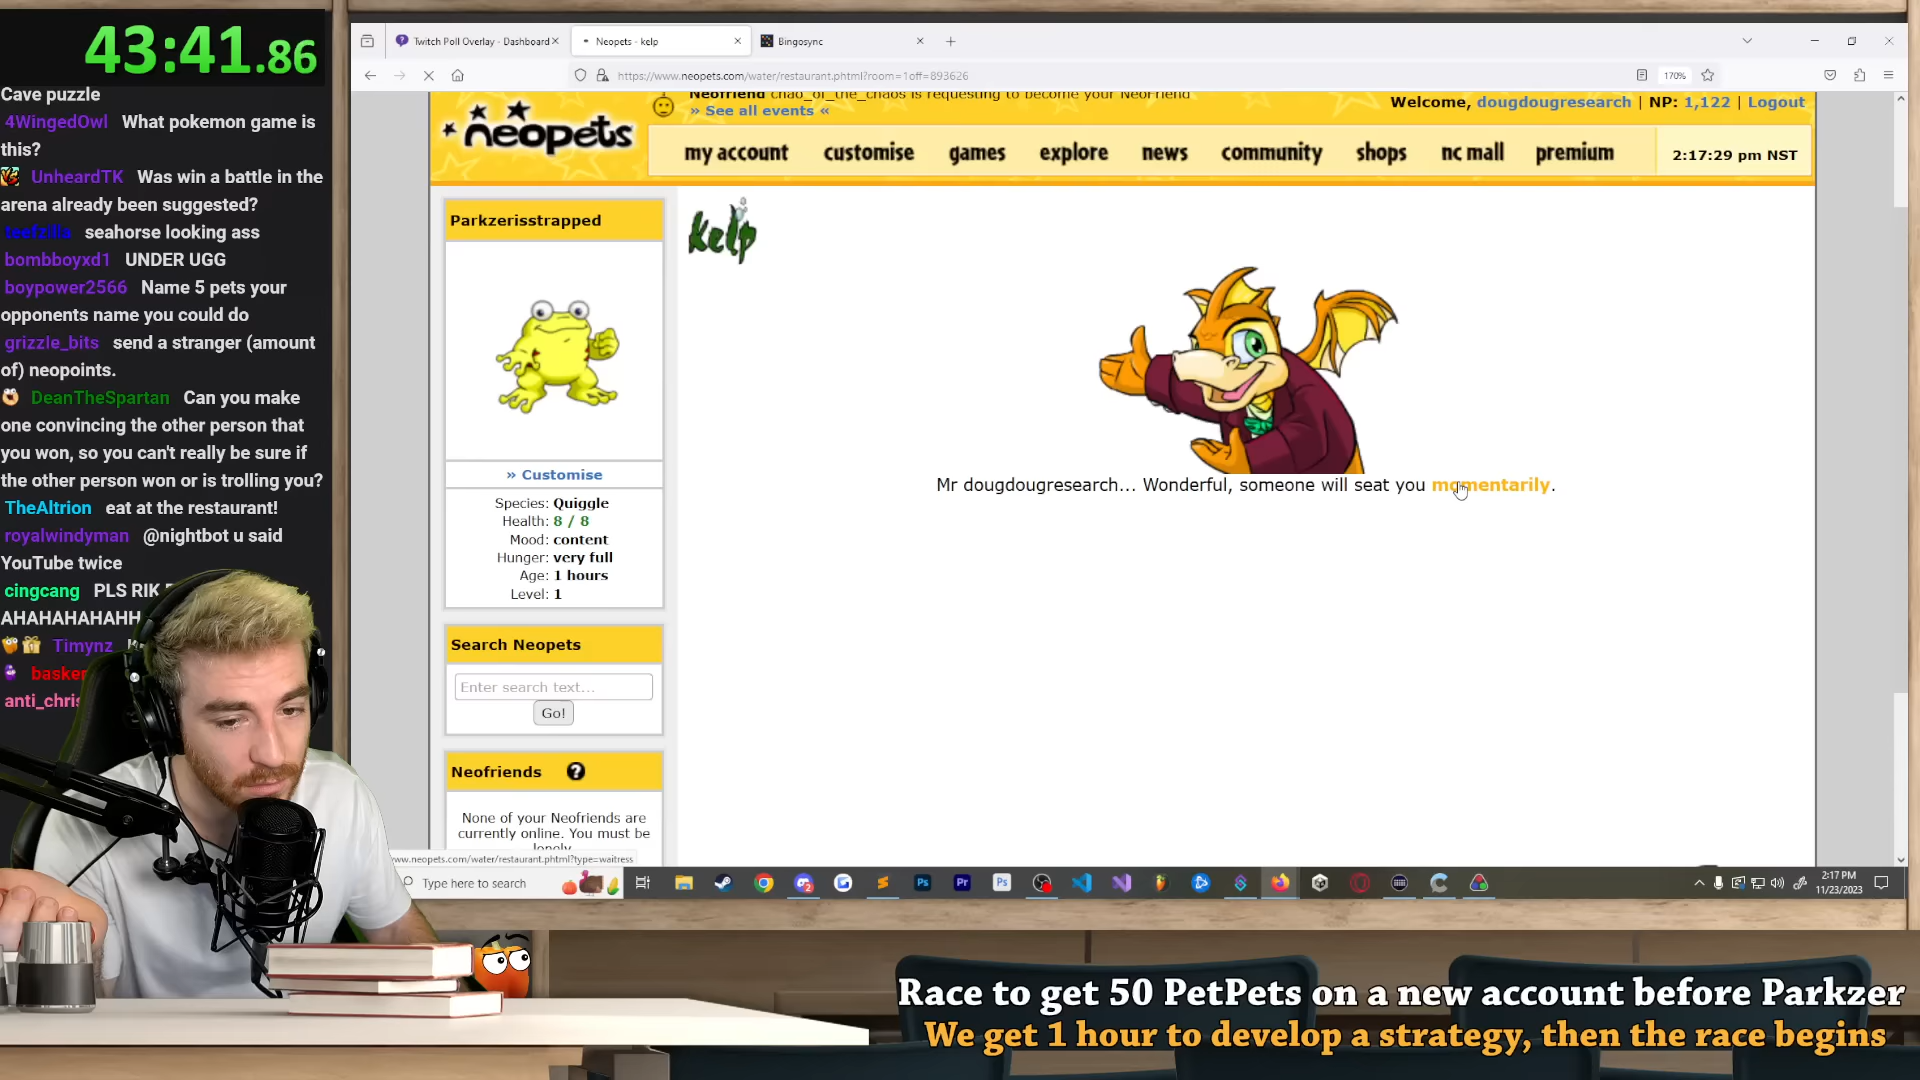 43:41.86
Cave puzzle
4WingedOwl What pokemon game is
this?
UnheardTK Was win a battle in the
arena already been suggested?
teefzilla seahorse looking ass
bombboyxd1 UNDER UGG
boypower2566 Name 5 pets your
opponents name you could do
grizzle_bits send a stranger (amount
of) neopoints.
DeanTheSpartan Can you make
one convincing the other person that
you won, so you can't really be sure if
the other person won or is trolling you?
TheAltrion eat at the restaurant!
royalwindyman @nightbot u said
YouTube twice
cingcang PLS RIK
AHAHAHAHAHH
Timynz
basker
anti_chris
Twitch Poll Overlay - Dashboard
Neopets - kelp
Bingosync
https://www.neopets.com/water/restaurant.phtml?room=1off=893626
170%
Neofriend chao_of_the_chaos is requesting to become your NeoFriend
» See all events «
Welcome, dougdougresearch | NP: 1,122 | Logout
neopets
my account
customise
games
explore
news
community
shops
nc mall
premium
2:17:29 pm NST
Parkzerisstrapped
» Customise
Species: Quiggle
Health: 8 / 8
Mood: content
Hunger: very full
Age: 1 hours
Level: 1
Search Neopets
Enter search text...
Go!
Neofriends ?
None of your Neofriends are
currently online. You must be
lonely
kelp
Mr dougdougresearch... Wonderful, someone will seat you momentarily.
www.neopets.com/water/restaurant.phtml?type=waitress
Type here to search
Ps
Pr
Ps
2:17 PM
11/23/2023
Race to get 50 PetPets on a new account before Parkzer
We get 1 hour to develop a strategy, then the race begins